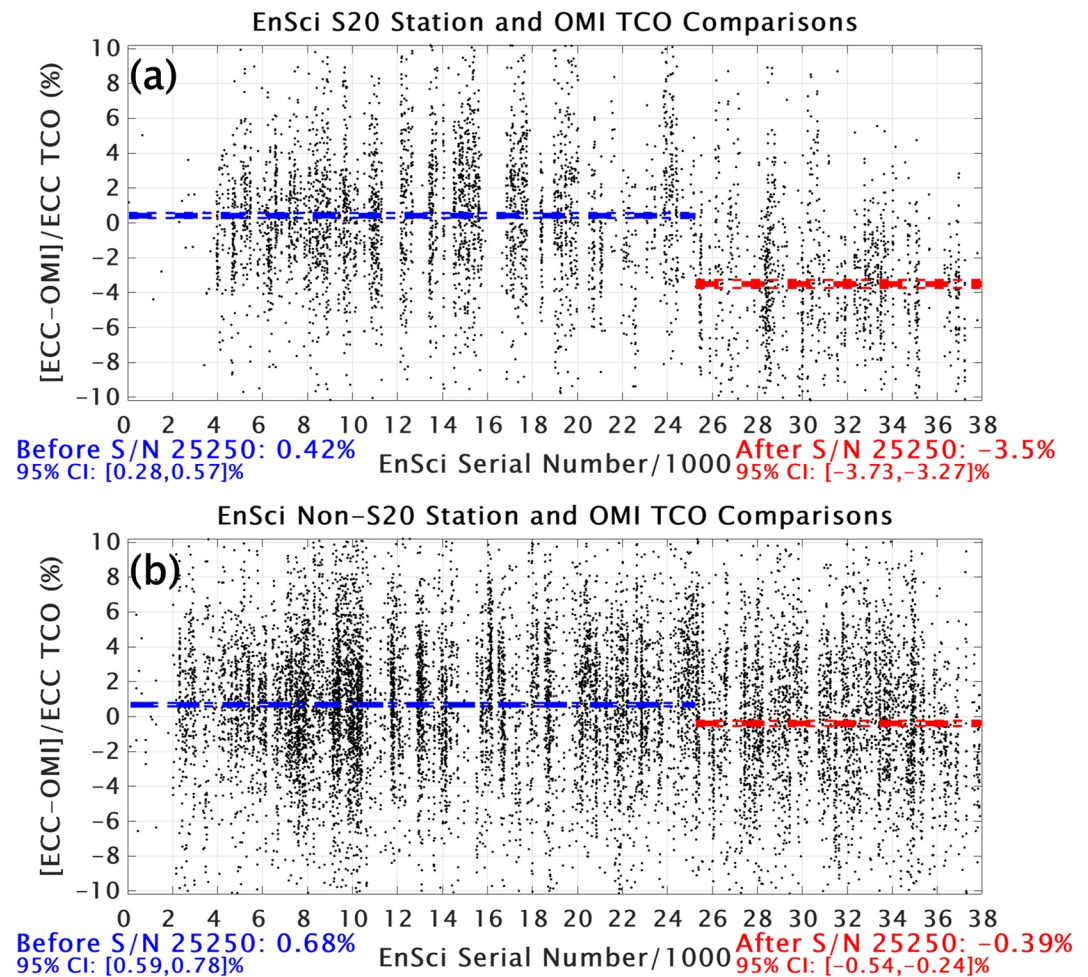 EnSci S20 Station and OMI TCO Comparisons
(a)
[ECC−OMI]/ECC TCO (%)
10
8
6
4
2
0
−2
−4
−6
−8
−10
0 2 4 6 8 10 12 14 16 18 20 22 24 26 28 30 32 34 36 38
Before S/N 25250: 0.42%
95% CI: [0.28,0.57]%
EnSci Serial Number/1000
After S/N 25250: −3.5%
95% CI: [−3.73,−3.27]%
EnSci Non−S20 Station and OMI TCO Comparisons
(b)
[ECC−OMI]/ECC TCO (%)
10
8
6
4
2
0
−2
−4
−6
−8
−10
0 2 4 6 8 10 12 14 16 18 20 22 24 26 28 30 32 34 36 38
Before S/N 25250: 0.68%
95% CI: [0.59,0.78]%
EnSci Serial Number/1000
After S/N 25250: −0.39%
95% CI: [−0.54,−0.24]%